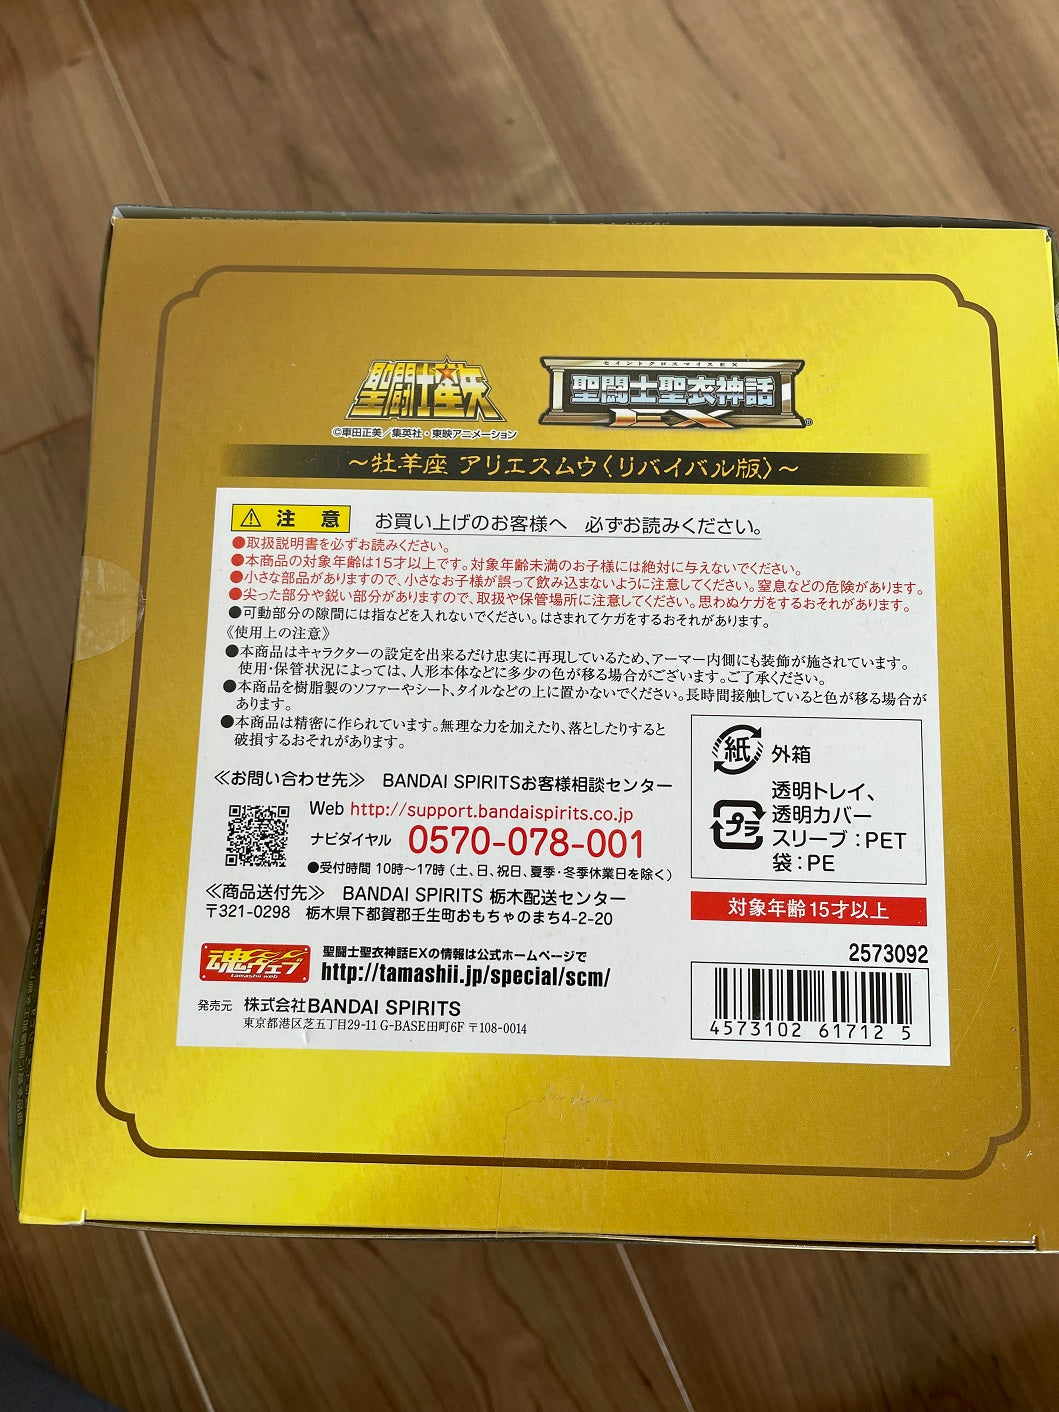 聖闘士星矢
©車田正美/集英社・東映アニメーション
セイントクロスマイスEX
聖闘士聖衣神話
EX
®
～牡羊座 アリエスムウ〈リバイバル版〉～
⚠ 注 意 お買い上げのお客様へ 必ずお読みください。
●取扱説明書を必ずお読みください。
●本商品の対象年齢は15才以上です。対象年齢未満のお子様には絶対に与えないでください。
●小さな部品がありますので、小さなお子様が誤って飲み込まないように注意してください。窒息などの危険があります。
●尖った部分や鋭い部分がありますので、取扱や保管場所に注意してください。思わぬケガをするおそれがあります。
●可動部分の隙間には指などを入れないでください。はさまれてケガをするおそれがあります。
《使用上の注意》
●本商品はキャラクターの設定を出来るだけ忠実に再現しているため、アーマー内側にも装飾が施されています。
使用・保管状況によっては、人形本体などに多少の色が移る場合がございます。ご了承ください。
●本商品を樹脂製のソファーやシート、タイルなどの上に置かないでください。長時間接触していると色が移る場合が
あります。
●本商品は精密に作られています。無理な力を加えたり、落としたりすると
破損するおそれがあります。
紙 外箱
プラ 透明トレイ、
透明カバー
スリーブ：PET
袋：PE
≪お問い合わせ先≫ BANDAI SPIRITSお客様相談センター
Web http://support.bandaispirits.co.jp
ナビダイヤル 0570-078-001
●受付時間 10時～17時（土、日、祝日、夏季・冬季休業日を除く）
≪商品送付先≫ BANDAI SPIRITS 栃木配送センター
〒321-0298 栃木県下都賀郡壬生町おもちゃのまち4-2-20
対象年齢15才以上
魂ウェブ
tamashii web
聖闘士聖衣神話EXの情報は公式ホームページで
http://tamashii.jp/special/scm/
発売元 株式会社BANDAI SPIRITS
東京都港区芝五丁目29-11 G-BASE田町6F 〒108-0014
2573092
4573102 61712 5